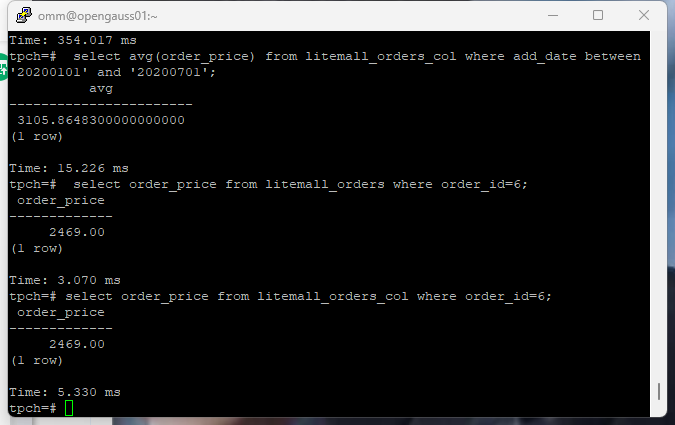 omm@opengauss01:~
Time: 354.017 ms
tpch=#  select avg(order_price) from litemall_orders_col where add_date between
'20200101' and '20200701';
          avg
-----------------------
 3105.8648300000000000
(1 row)

Time: 15.226 ms
tpch=#  select order_price from litemall_orders where order_id=6;
 order_price
-------------
     2469.00
(1 row)

Time: 3.070 ms
tpch=# select order_price from litemall_orders_col where order_id=6;
 order_price
-------------
     2469.00
(1 row)

Time: 5.330 ms
tpch=#